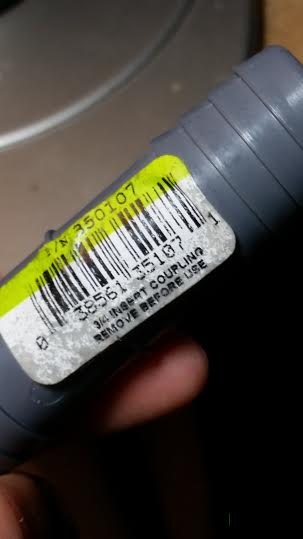 P/N 350107
0 38561 35107 1
3/4 INSERT COUPLING
REMOVE BEFORE USE